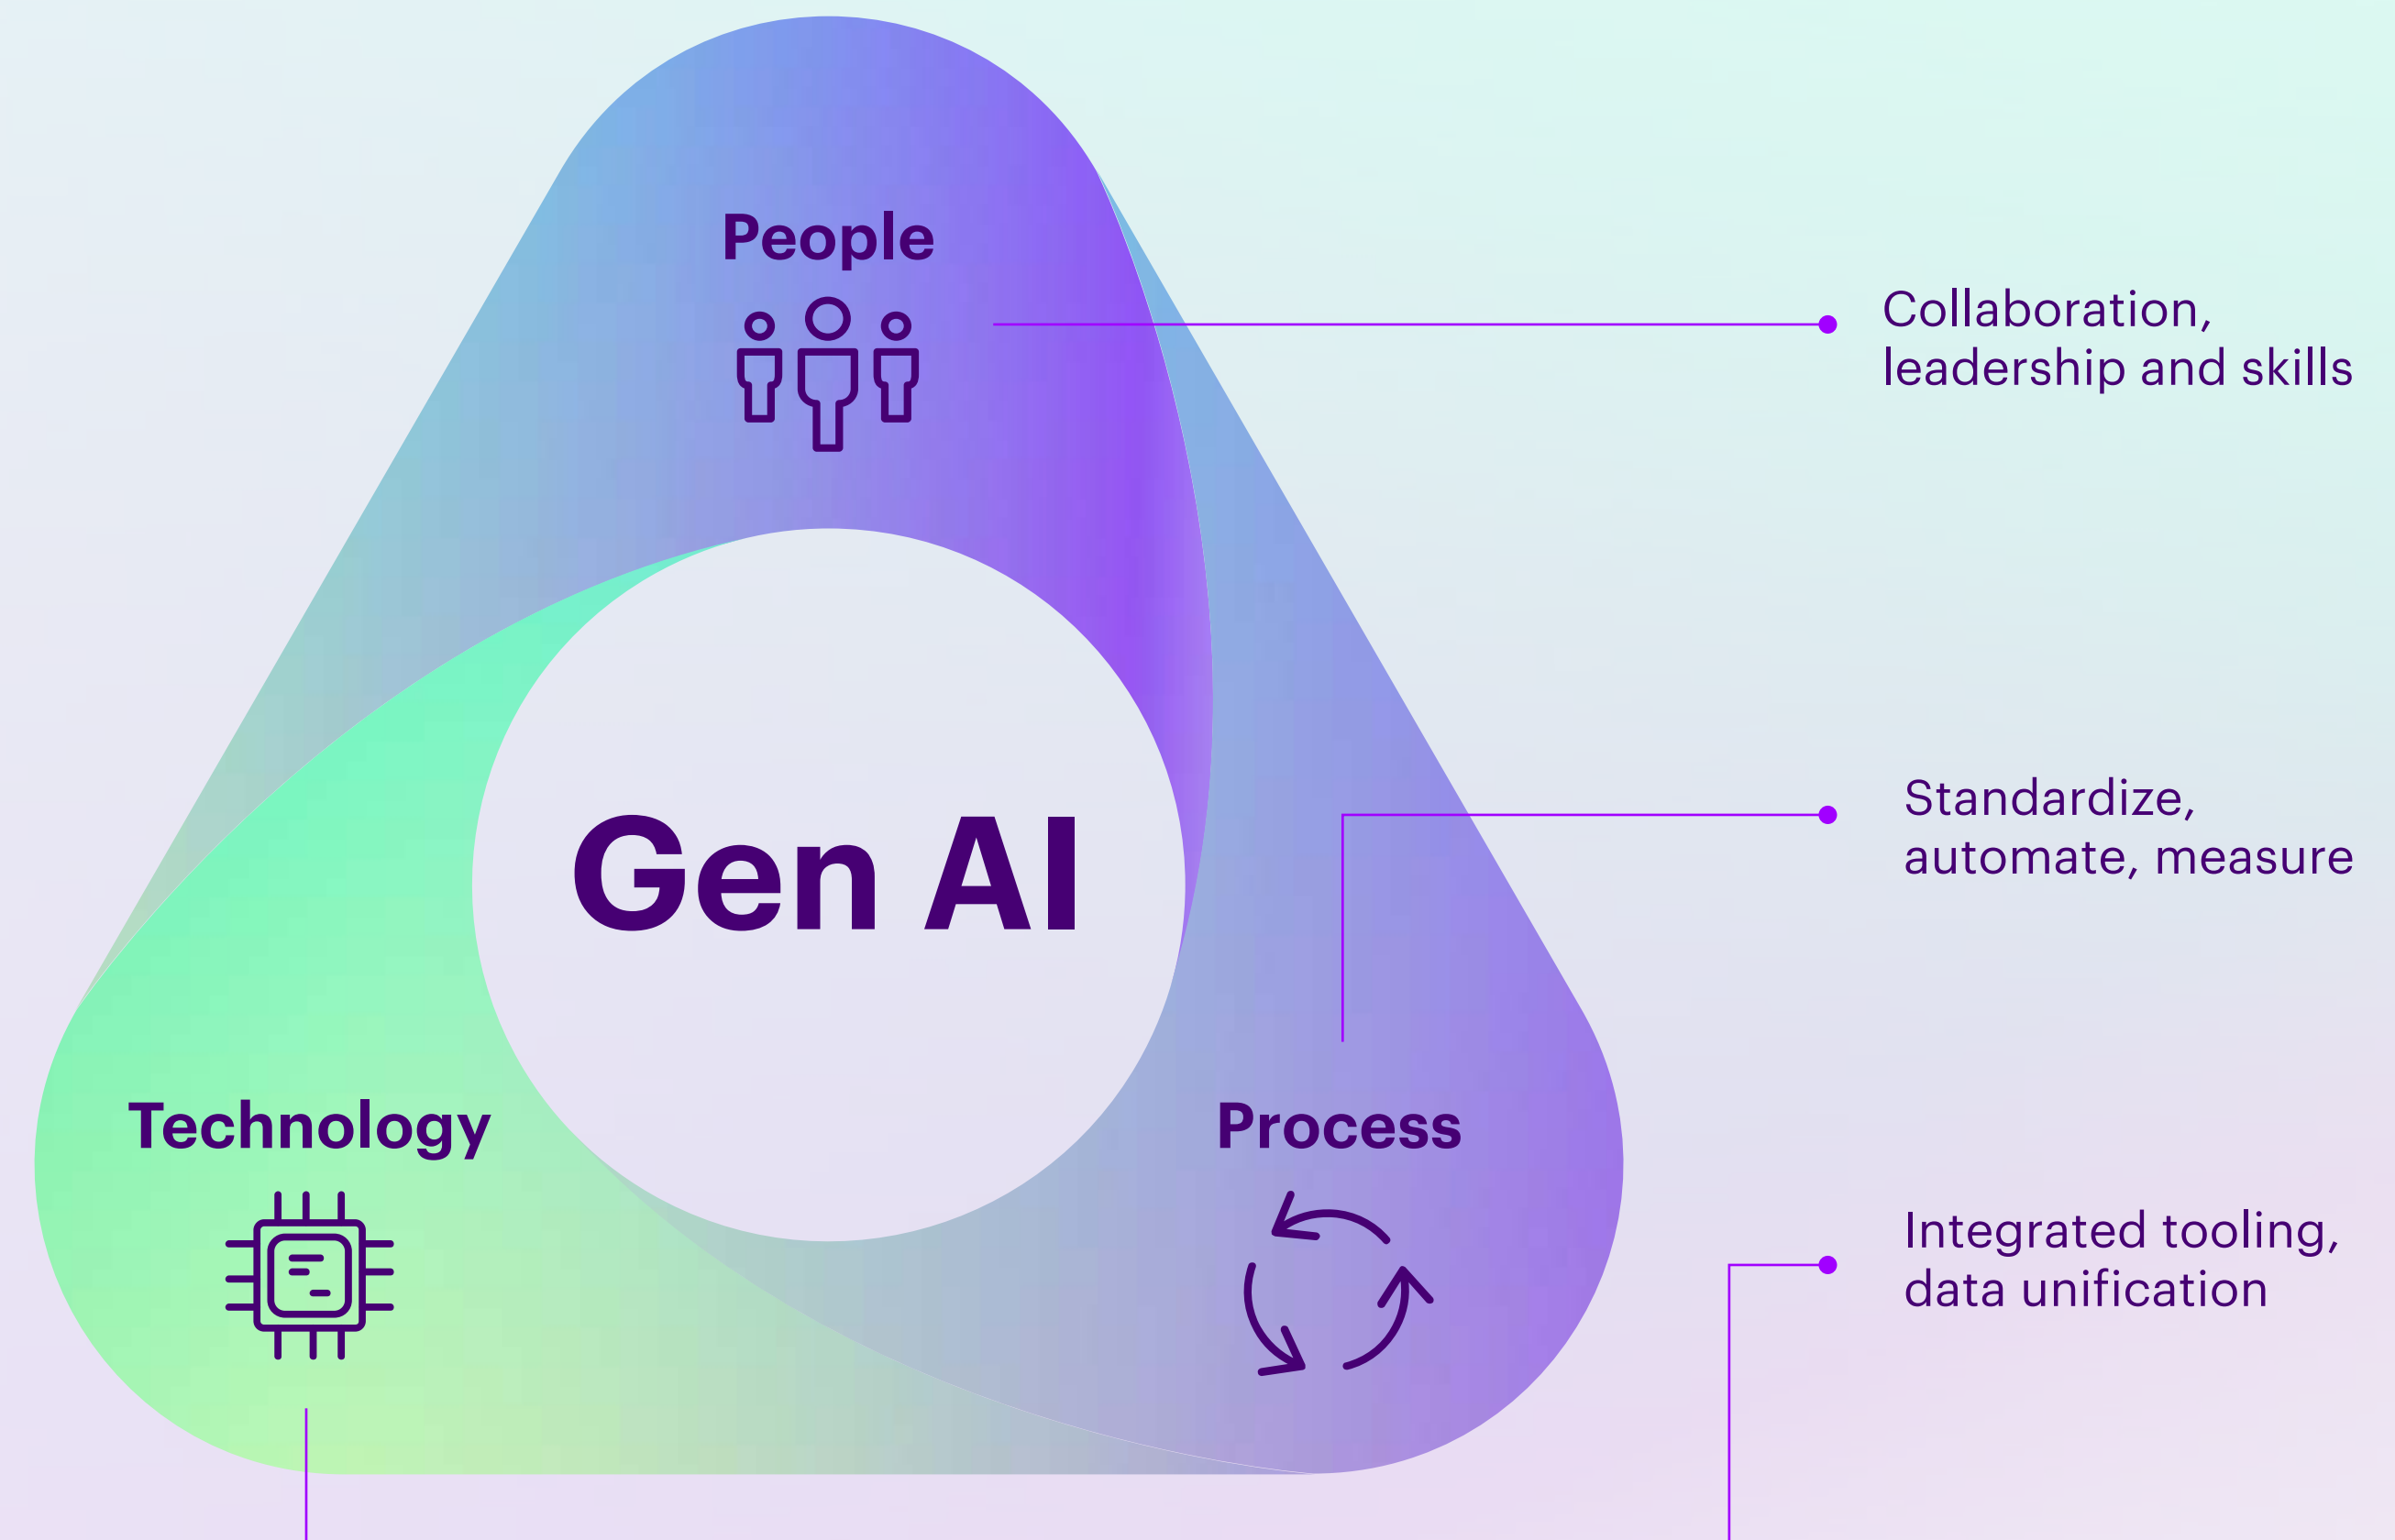 People
Collaboration,
leadership and skills
Gen AI
Standardize,
automate, measure
Technology
Process
Integrated tooling,
data unification